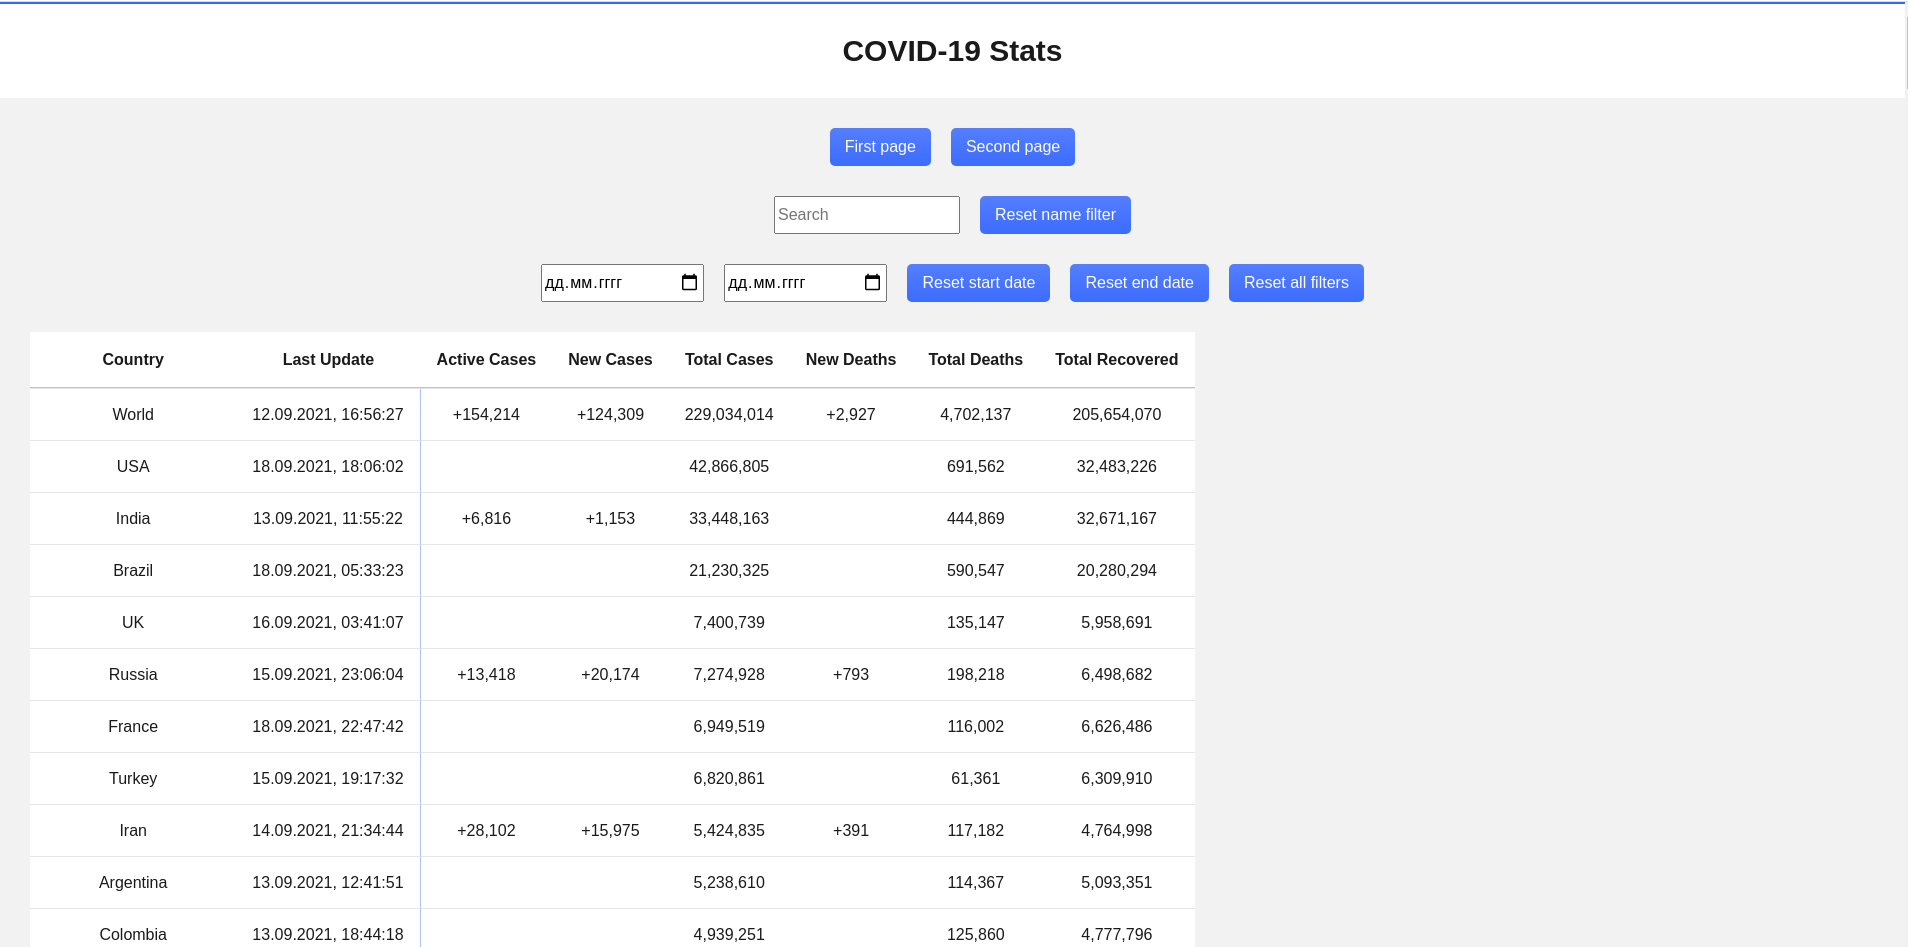 COVID-19 Stats
First page Second page
Search Reset name filter
дд.мм.гггг дд.мм.гггг Reset start date Reset end date Reset all filters
Country Last Update Active Cases New Cases Total Cases New Deaths Total Deaths Total Recovered
World 12.09.2021, 16:56:27 +154,214 +124,309 229,034,014 +2,927 4,702,137 205,654,070
USA 18.09.2021, 18:06:02 42,866,805 691,562 32,483,226
India 13.09.2021, 11:55:22 +6,816 +1,153 33,448,163 444,869 32,671,167
Brazil 18.09.2021, 05:33:23 21,230,325 590,547 20,280,294
UK 16.09.2021, 03:41:07 7,400,739 135,147 5,958,691
Russia 15.09.2021, 23:06:04 +13,418 +20,174 7,274,928 +793 198,218 6,498,682
France 18.09.2021, 22:47:42 6,949,519 116,002 6,626,486
Turkey 15.09.2021, 19:17:32 6,820,861 61,361 6,309,910
Iran 14.09.2021, 21:34:44 +28,102 +15,975 5,424,835 +391 117,182 4,764,998
Argentina 13.09.2021, 12:41:51 5,238,610 114,367 5,093,351
Colombia 13.09.2021, 18:44:18 4,939,251 125,860 4,777,796